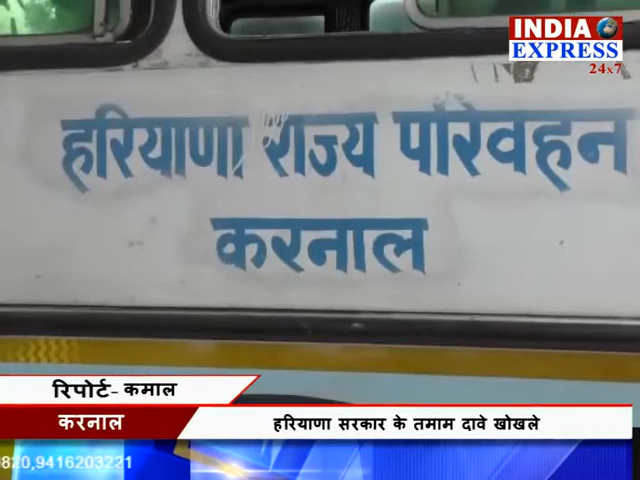 INDIA
EXPRESS
24x7
हरियाणा राज्य परिवहन
करनाल
रिपोर्ट- कमाल
करनाल
हरियाणा सरकार के तमाम दावे खोखले
820,9416203221